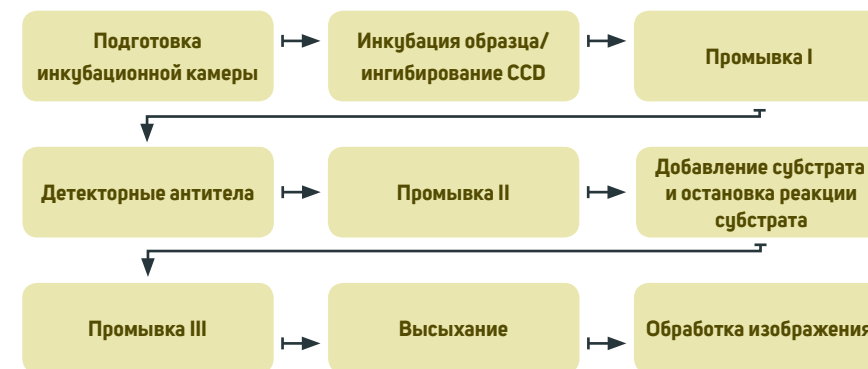 Подготовка
инкубационной камеры
Инкубация образца/
ингибирование CCD
Промывка I
Детекторные антитела
Промывка II
Добавление субстрата
и остановка реакции
субстрата
Промывка III
Высыхание
Обработка изображения